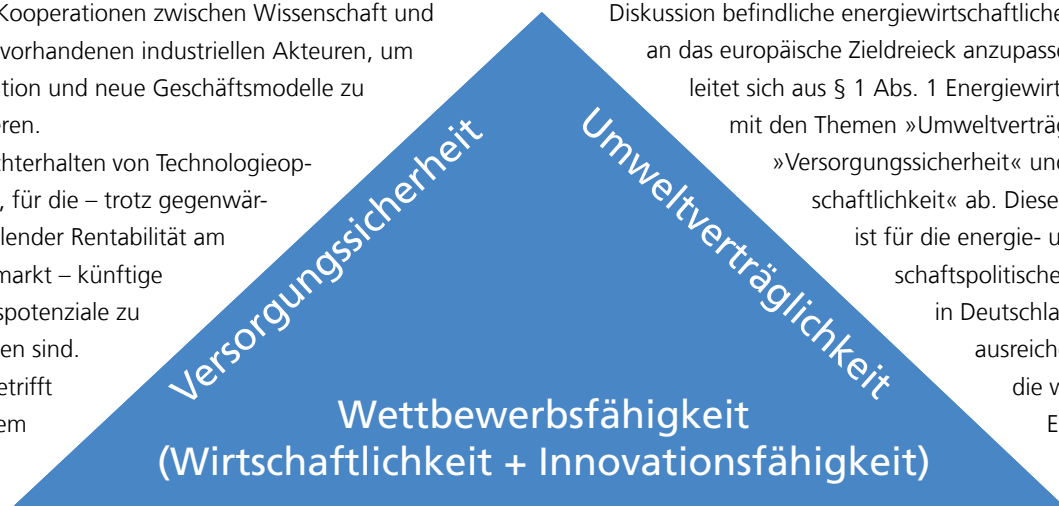 Kooperationen zwischen Wissenschaft und
vorhandenen industriellen Akteuren, um
tion und neue Geschäftsmodelle zu
eren.
hterhalten von Technologieop-
, für die – trotz gegenwär-
lender Rentabilität am
markt – künftige
spotenziale zu
en sind.
etrifft
em
Diskussion befindliche energiewirtschaftliche
an das europäische Zieldreieck anzupasse
leitet sich aus § 1 Abs. 1 Energiewirt
mit den Themen »Umweltverträg
»Versorgungssicherheit« und
schaftlichkeit« ab. Diese
ist für die energie- u
schaftspolitische
in Deutschla
ausreiche
die v
E
Versorgungssicherheit
Umweltverträglichkeit
Wettbewerbsfähigkeit
(Wirtschaftlichkeit + Innovationsfähigkeit)